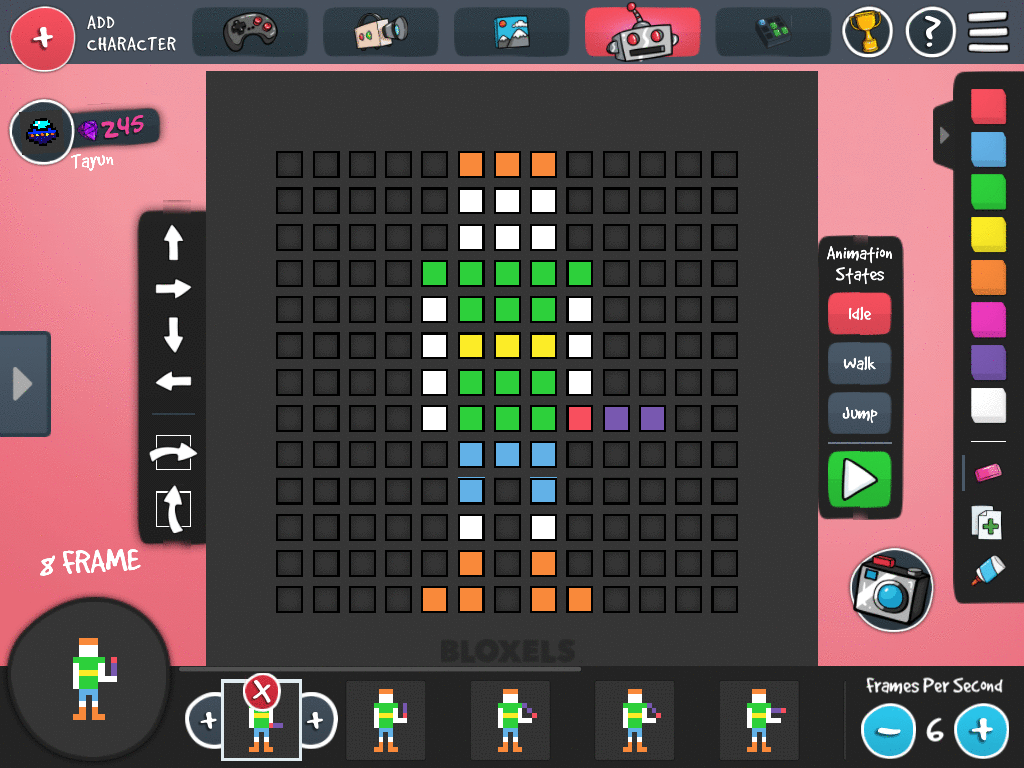 ADD
CHARACTER
245
Tayun
Animation
States
Idle
Walk
Jump
8 FRAME
BLOXELS
Frames Per Second
6